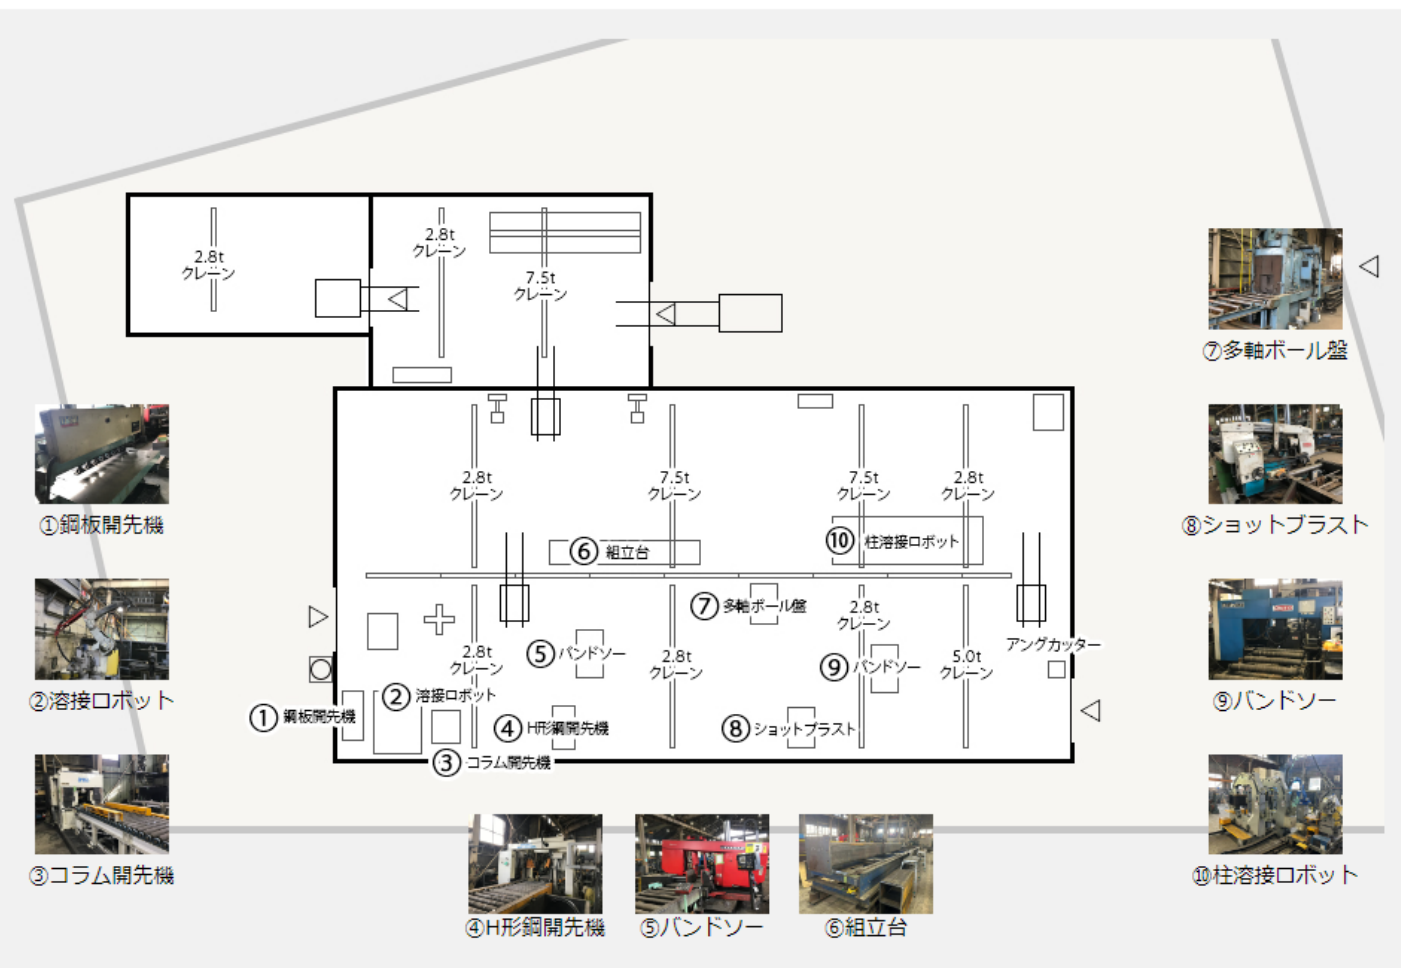 2.8t
クレーン
2.8t
クレーン
7.5t
クレーン
2.8t
クレーン
7.5t
クレーン
7.5t
クレーン
2.8t
クレーン
⑥ 組立台
⑩ 柱溶接ロボット
⑦ 多軸ボール盤
2.8t
クレーン
アングカッター
2.8t
クレーン
⑤ バンドソー
2.8t
クレーン
⑨ バンドソー
5.0t
クレーン
② 溶接ロボット
① 鋼板開先機
④ H形鋼開先機
⑧ ショットブラスト
③ コラム開先機
①鋼板開先機
②溶接ロボット
③コラム開先機
④H形鋼開先機
⑤バンドソー
⑥組立台
⑦多軸ボール盤
⑧ショットブラスト
⑨バンドソー
⑩柱溶接ロボット